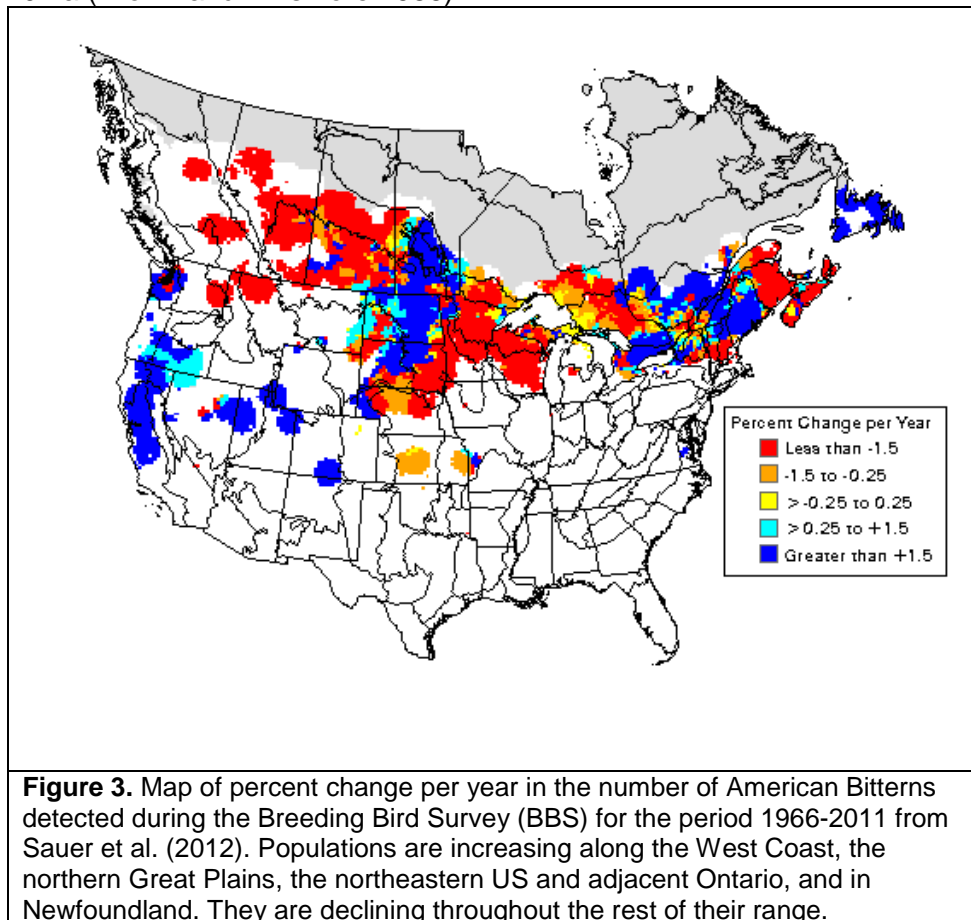 Percent Change per Year
Less than -1.5
-1.5 to -0.25
>-0.25 to 0.25
>0.25 to +1.5
Greater than +1.5
Figure 3. Map of percent change per year in the number of American Bitterns
detected during the Breeding Bird Survey (BBS) for the period 1966-2011 from
Sauer et al. (2012). Populations are increasing along the West Coast, the
northern Great Plains, the northeastern US and adjacent Ontario, and in
Newfoundland. They are declining throughout the rest of their range.